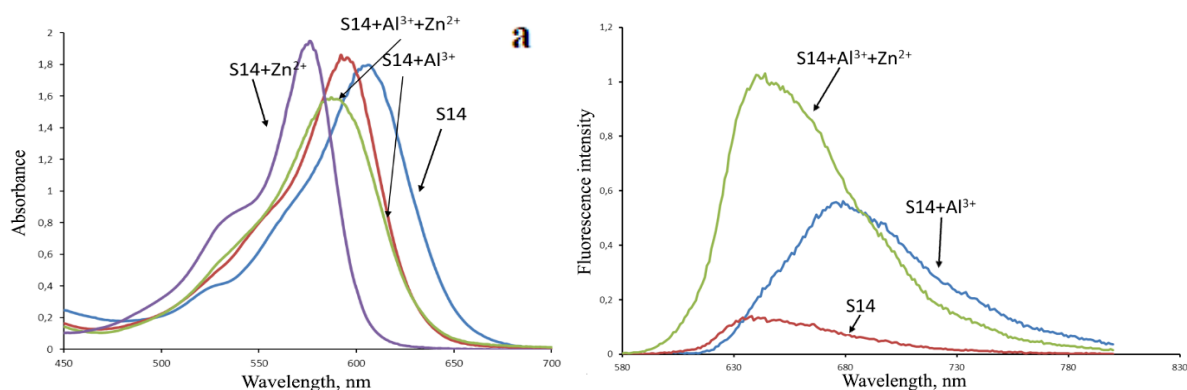 a
S14+Al³⁺+Zn²⁺
S14+Zn²⁺
S14+Al³⁺
S14
2
1,8
1,6
1,4
1,2
1
0,8
0,6
0,4
0,2
0
450
500
550
600
650
700
Absorbance
Wavelength, nm
S14+Al³⁺+Zn²⁺
S14+Al³⁺
S14
1,2
1
0,8
0,6
0,4
0,2
0
580
630
680
730
780
830
Fluorescence intensity
Wavelength, nm